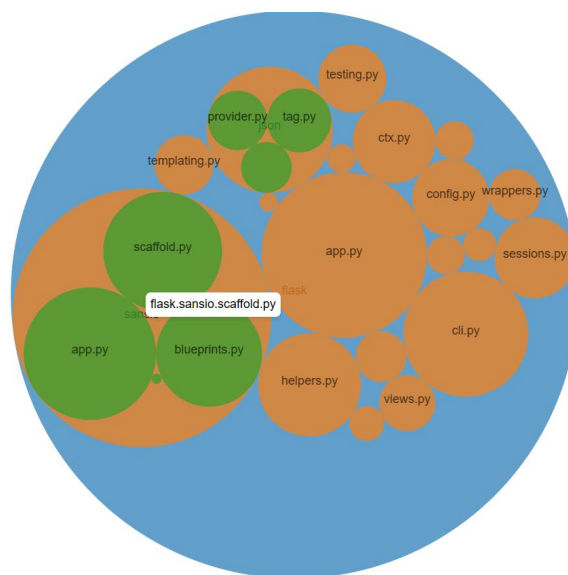 testing.py
provider.py
tag.py
json
ctx.py
templating.py
config.py
wrappers.py
scaffold.py
app.py
sessions.py
flask
flask.sansio.scaffold.py
sansio
cli.py
app.py
blueprints.py
helpers.py
views.py